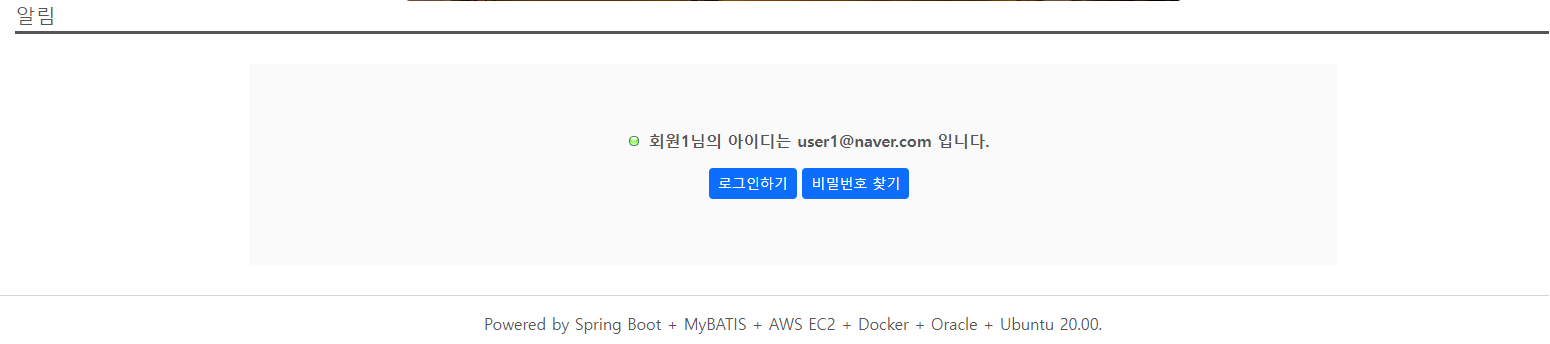 알림
회원1님의 아이디는 user1@naver.com 입니다.
로그인하기 비밀번호 찾기
Powered by Spring Boot + MyBATIS + AWS EC2 + Docker + Oracle + Ubuntu 20.00.